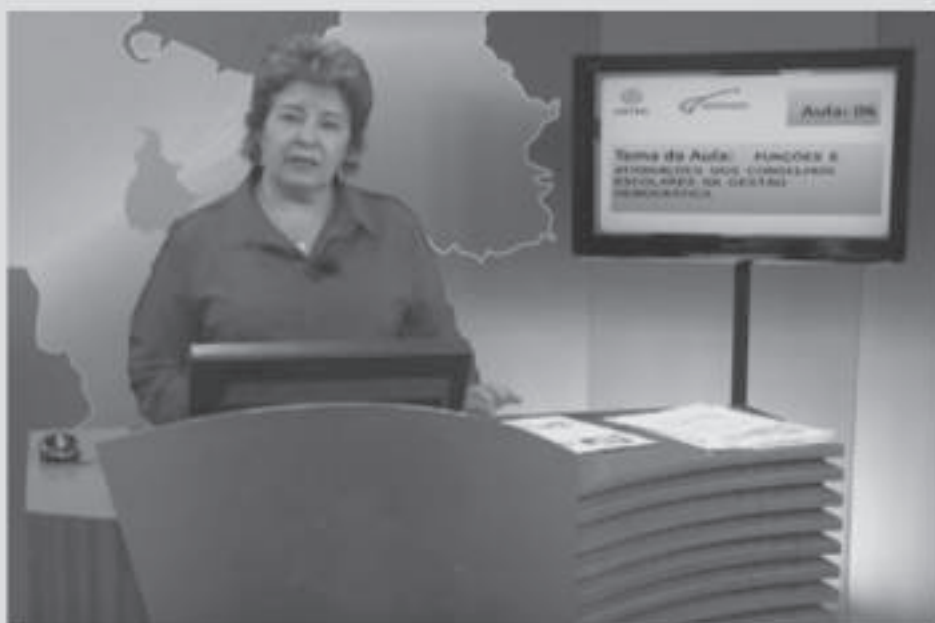 Aula: 06
Tema da Aula: FUNÇÕES E
ATRIBUIÇÕES DOS CONSELHOS
ESCOLARES NA GESTÃO
DEMOCRÁTICA